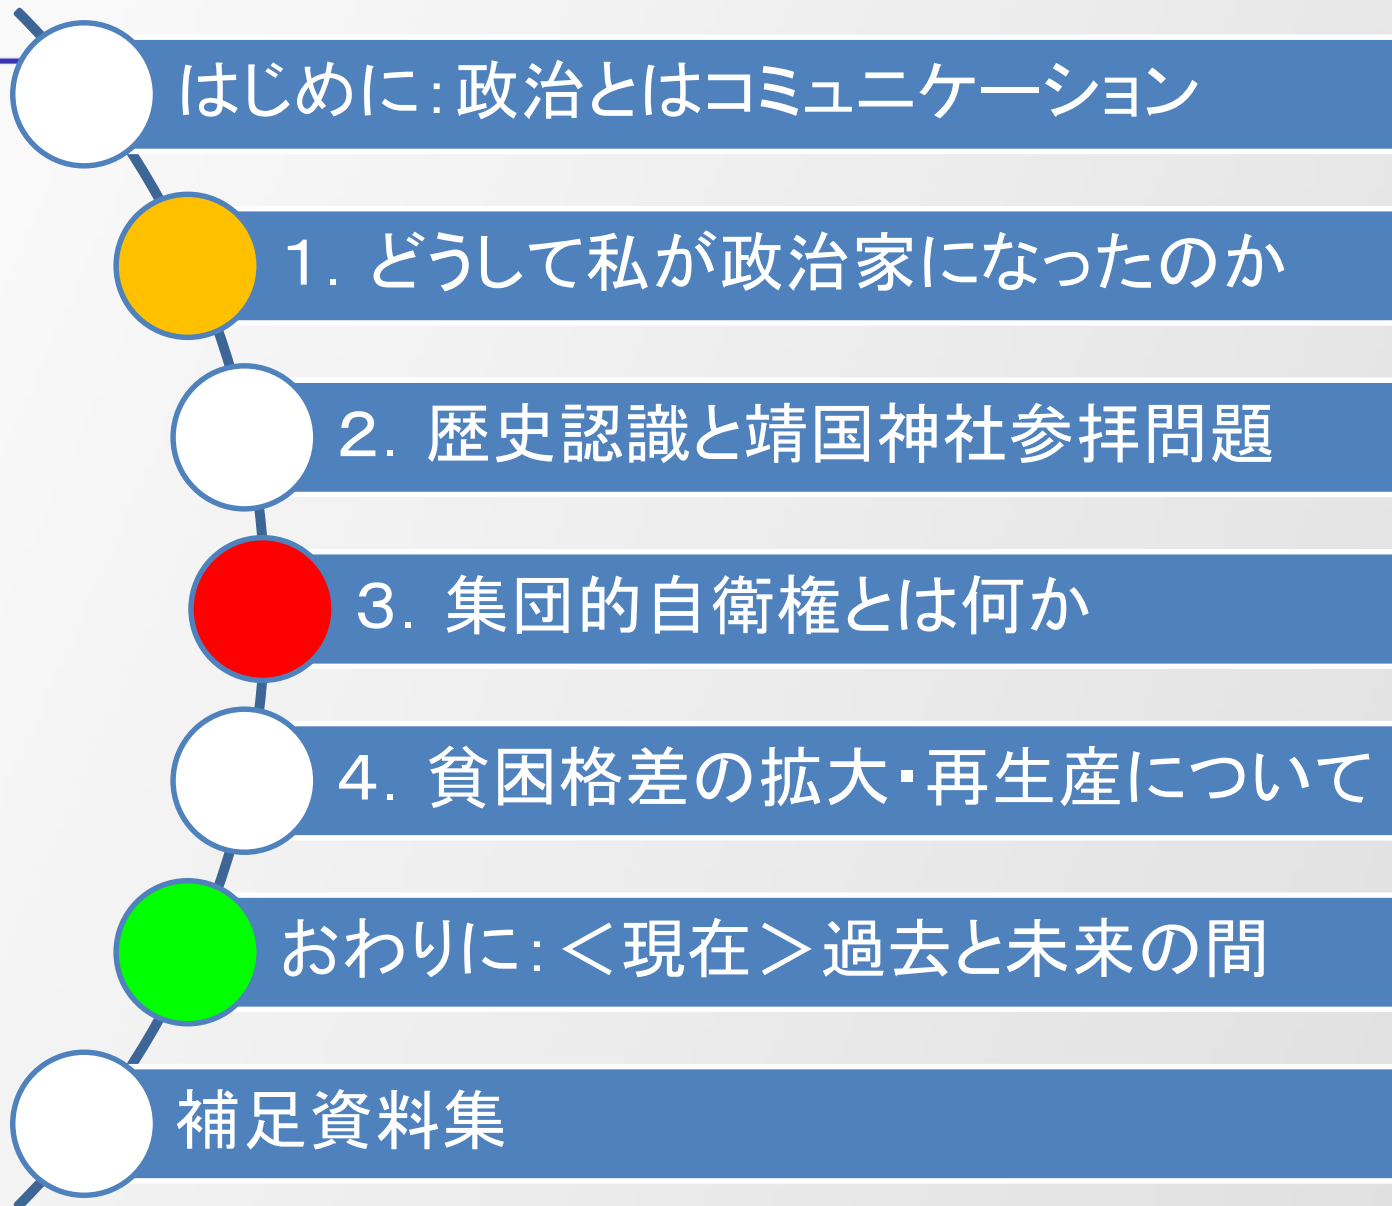 はじめに：政治とはコミュニケーション
１．どうして私が政治家になったのか
２．歴史認識と靖国神社参拝問題
３．集団的自衛権とは何か
４．貧困格差の拡大・再生産について
おわりに：＜現在＞過去と未来の間
補足資料集